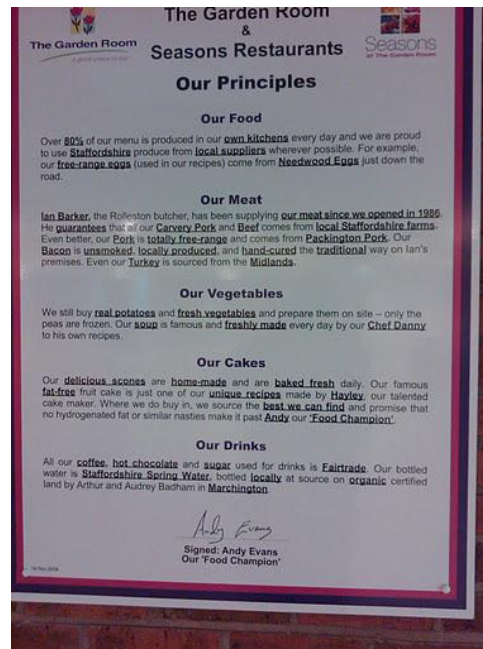 The Garden Room
&
Seasons Restaurants
The Garden Room
a great place to eat
Seasons
at The Garden Room
Our Principles
Our Food
Over 80% of our menu is produced in our own kitchens every day and we are proud
to use Staffordshire produce from local suppliers wherever possible. For example,
our free-range eggs (used in our recipes) come from Needwood Eggs just down the
road.
Our Meat
Ian Barker, the Rolleston butcher, has been supplying our meat since we opened in 1986.
He guarantees that all our Carvery Pork and Beef comes from local Staffordshire farms.
Even better, our Pork is totally free-range and comes from Packington Pork. Our
Bacon is unsmoked, locally produced, and hand-cured the traditional way on Ian's
premises. Even our Turkey is sourced from the Midlands.
Our Vegetables
We still buy real potatoes and fresh vegetables and prepare them on site – only the
peas are frozen. Our soup is famous and freshly made every day by our Chef Danny
to his own recipes.
Our Cakes
Our delicious scones are home-made and are baked fresh daily. Our famous
fat-free fruit cake is just one of our unique recipes made by Hayley, our talented
cake maker. Where we do buy in, we source the best we can find and promise that
no hydrogenated fat or similar nasties make it past Andy our 'Food Champion'.
Our Drinks
All our coffee, hot chocolate and sugar used for drinks is Fairtrade. Our bottled
water is Staffordshire Spring Water, bottled locally at source on organic certified
land by Arthur and Audrey Badham in Marchington.
Andy Evans
Signed: Andy Evans
Our 'Food Champion'